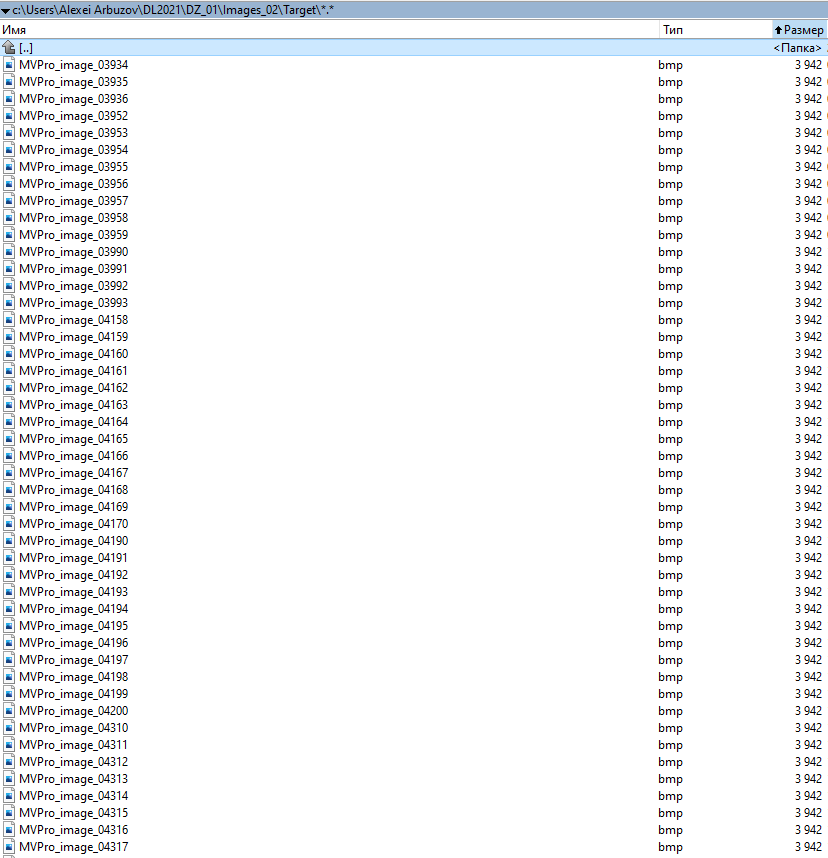 c:\Users\Alexei Arbuzov\DL2021\DZ_01\Images_02\Target\*.*
Имя Тип Размер
[..] <Папка>
MVPro_image_03934 bmp 3 942
MVPro_image_03935 bmp 3 942
MVPro_image_03936 bmp 3 942
MVPro_image_03952 bmp 3 942
MVPro_image_03953 bmp 3 942
MVPro_image_03954 bmp 3 942
MVPro_image_03955 bmp 3 942
MVPro_image_03956 bmp 3 942
MVPro_image_03957 bmp 3 942
MVPro_image_03958 bmp 3 942
MVPro_image_03959 bmp 3 942
MVPro_image_03990 bmp 3 942
MVPro_image_03991 bmp 3 942
MVPro_image_03992 bmp 3 942
MVPro_image_03993 bmp 3 942
MVPro_image_04158 bmp 3 942
MVPro_image_04159 bmp 3 942
MVPro_image_04160 bmp 3 942
MVPro_image_04161 bmp 3 942
MVPro_image_04162 bmp 3 942
MVPro_image_04163 bmp 3 942
MVPro_image_04164 bmp 3 942
MVPro_image_04165 bmp 3 942
MVPro_image_04166 bmp 3 942
MVPro_image_04167 bmp 3 942
MVPro_image_04168 bmp 3 942
MVPro_image_04169 bmp 3 942
MVPro_image_04170 bmp 3 942
MVPro_image_04190 bmp 3 942
MVPro_image_04191 bmp 3 942
MVPro_image_04192 bmp 3 942
MVPro_image_04193 bmp 3 942
MVPro_image_04194 bmp 3 942
MVPro_image_04195 bmp 3 942
MVPro_image_04196 bmp 3 942
MVPro_image_04197 bmp 3 942
MVPro_image_04198 bmp 3 942
MVPro_image_04199 bmp 3 942
MVPro_image_04200 bmp 3 942
MVPro_image_04310 bmp 3 942
MVPro_image_04311 bmp 3 942
MVPro_image_04312 bmp 3 942
MVPro_image_04313 bmp 3 942
MVPro_image_04314 bmp 3 942
MVPro_image_04315 bmp 3 942
MVPro_image_04316 bmp 3 942
MVPro_image_04317 bmp 3 942